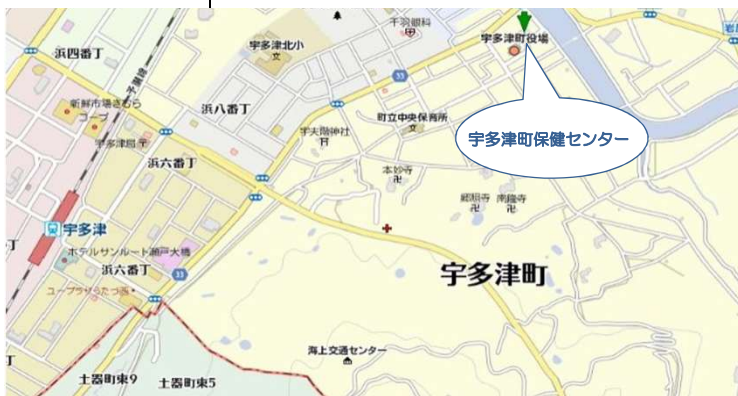 千羽眼科
浜四番丁
宇多津北小
文
宇多津町役場
33
新鮮市場きむら
コープ
浜八番丁
町立中央保育所
文
宇夫階神社
宇多津町保健センター
宇多津局
浜六番丁
本妙寺
郷照寺
南隆寺
宇多津
ホテルサンルート瀬戸大橋
浜六番丁
33
宇多津町
ユープラザうたづ
海上交通センター
土器町東9
土器町東5